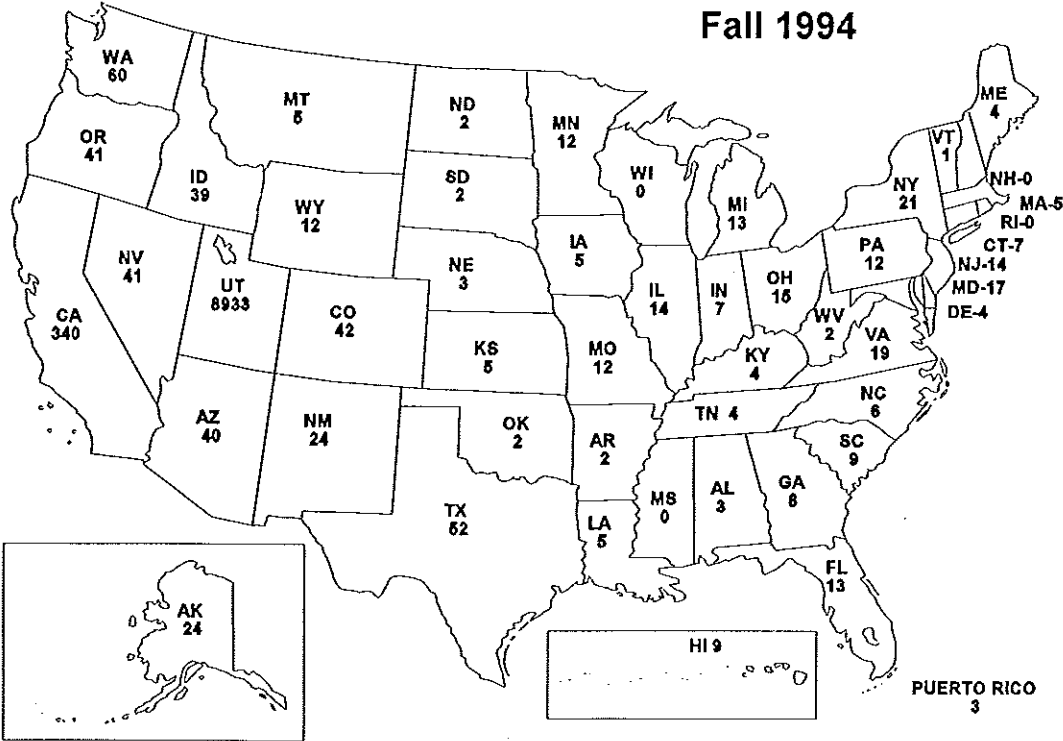 Fall 1994
WA
60
MT
5
ND
2
MN
12
ME
4
VT
1
OR
41
ID
39
SD
2
WI
0
MI
13
NY
21
NH-0
MA-5
RI-0
CT-7
NJ-14
MD-17
DE-4
WY
12
IA
5
PA
12
NV
41
UT
8933
NE
3
IL
14
IN
7
OH
15
WV
2
VA
19
CA
340
CO
42
KS
5
MO
12
KY
4
AZ
40
NM
24
OK
2
AR
2
TN 4
NC
6
SC
9
TX
52
LA
5
MS
0
AL
3
GA
8
FL
13
AK
24
HI 9
PUERTO RICO
3